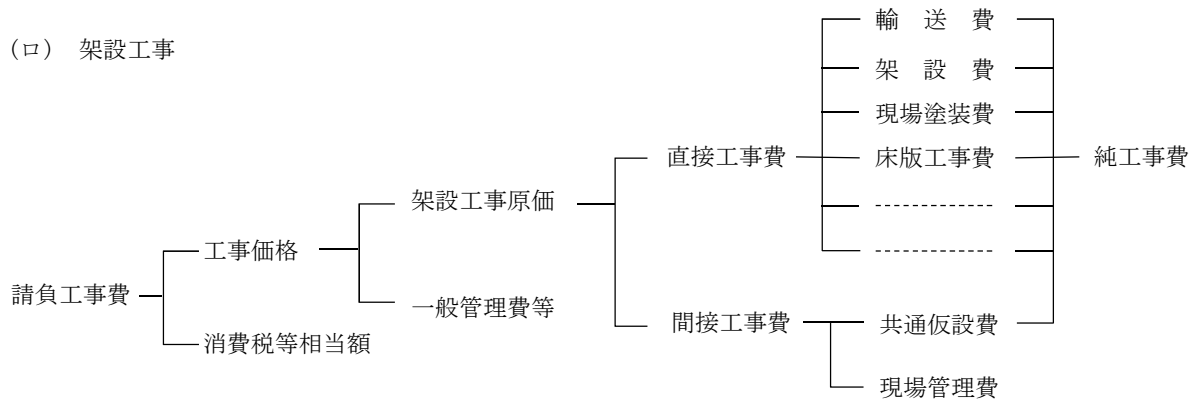 (ロ) 架設工事
輸 送 費
架 設 費
現場塗装費
直接工事費
床版工事費
純工事費
架設工事原価
工事価格
請負工事費
一般管理費等
間接工事費
共通仮設費
消費税等相当額
現場管理費